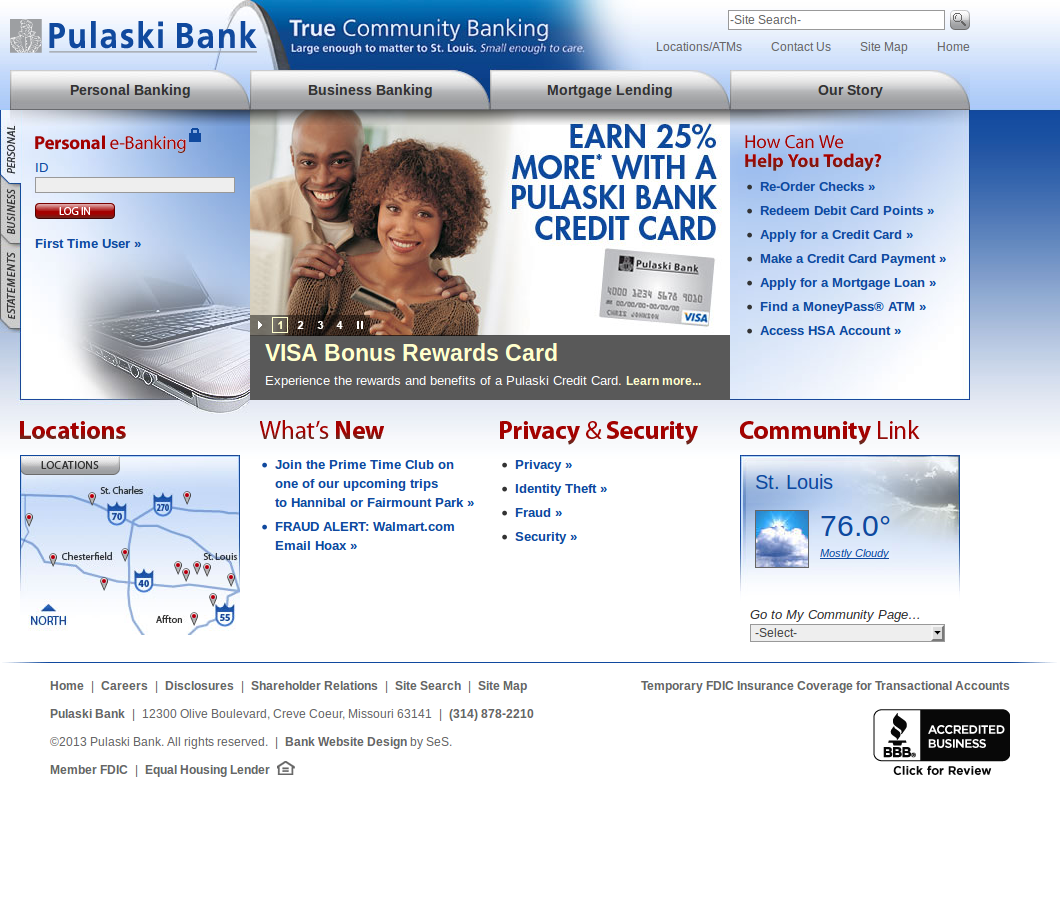 Pulaski Bank
True Community Banking
Large enough to matter to St. Louis. Small enough to care.
-Site Search-
Locations/ATMs Contact Us Site Map Home
Personal Banking Business Banking Mortgage Lending Our Story
PERSONAL
BUSINESS
ESTATEMENTS
Personal e-Banking
ID
LOG IN
First Time User »
EARN 25%
MORE* WITH A
PULASKI BANK
CREDIT CARD
Pulaski Bank
4000 1234 5678 9010
CHRIS JOHNSON
VISA
1 2 3 4
VISA Bonus Rewards Card
Experience the rewards and benefits of a Pulaski Credit Card. Learn more...
How Can We
Help You Today?
Re-Order Checks »
Redeem Debit Card Points »
Apply for a Credit Card »
Make a Credit Card Payment »
Apply for a Mortgage Loan »
Find a MoneyPass® ATM »
Access HSA Account »
Locations
LOCATIONS
St. Charles
70
270
Chesterfield
St. Louis
40
NORTH
Affton
55
What's New
Join the Prime Time Club on
one of our upcoming trips
to Hannibal or Fairmount Park »
FRAUD ALERT: Walmart.com
Email Hoax »
Privacy & Security
Privacy »
Identity Theft »
Fraud »
Security »
Community Link
St. Louis
76.0°
Mostly Cloudy
Go to My Community Page…
-Select-
Home | Careers | Disclosures | Shareholder Relations | Site Search | Site Map
Pulaski Bank | 12300 Olive Boulevard, Creve Coeur, Missouri 63141 | (314) 878-2210
©2013 Pulaski Bank. All rights reserved. | Bank Website Design by SeS.
Member FDIC | Equal Housing Lender
Temporary FDIC Insurance Coverage for Transactional Accounts
BBB.
ACCREDITED
BUSINESS
Click for Review